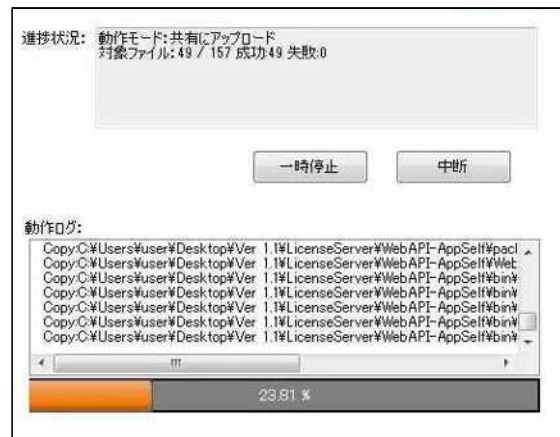 進捗状況: 動作モード:共有にアップロード
対象ファイル:49 / 157 成功:49 失敗:0
一時停止
中断
動作ログ:
Copy:C:¥Users¥user¥Desktop¥Ver 1.1¥LicenseServer¥WebAPI-AppSelf¥pacl
Copy:C:¥Users¥user¥Desktop¥Ver 1.1¥LicenseServer¥WebAPI-AppSelf¥Web
Copy:C:¥Users¥user¥Desktop¥Ver 1.1¥LicenseServer¥WebAPI-AppSelf¥bin¥
Copy:C:¥Users¥user¥Desktop¥Ver 1.1¥LicenseServer¥WebAPI-AppSelf¥bin¥
Copy:C:¥Users¥user¥Desktop¥Ver 1.1¥LicenseServer¥WebAPI-AppSelf¥bin¥
Copy:C:¥Users¥user¥Desktop¥Ver 1.1¥LicenseServer¥WebAPI-AppSelf¥bin¥
Copy:C:¥Users¥user¥Desktop¥Ver 1.1¥LicenseServer¥WebAPI-AppSelf¥bin¥
23.81 %